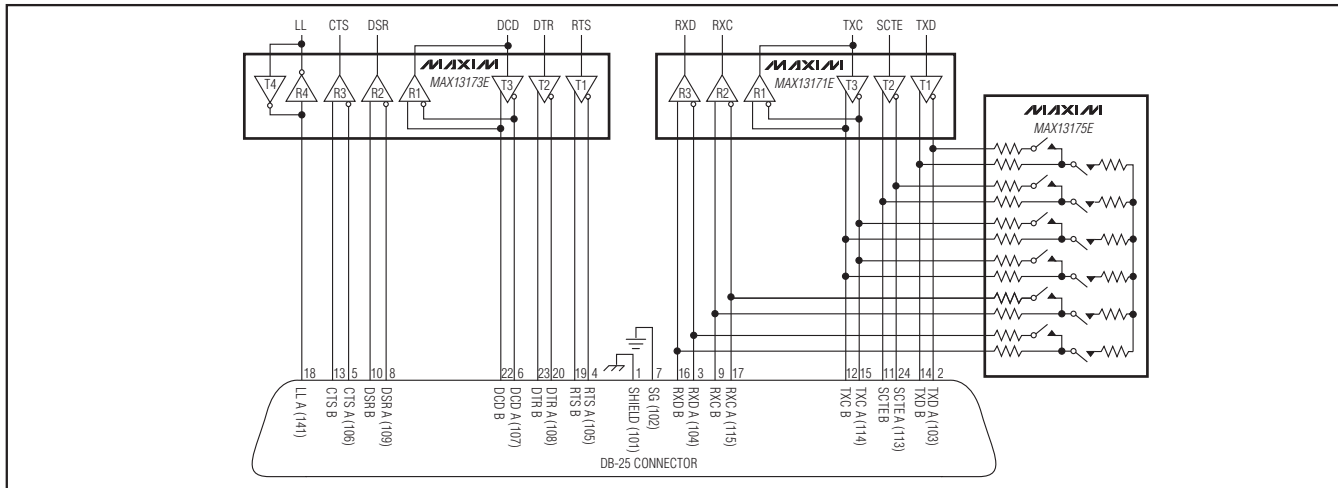 LL CTS DSR DCD DTR RTS RXD RXC TXC SCTE TXD
MAXIM
MAX13173E
T4 R4 R3 R2 R1 T3 T2 T1
MAXIM
MAX13171E
R3 R2 R1 T3 T2 T1
MAXIM
MAX13175E
18 13 5 10 8 22 6 23 20 19 4 1 7 16 3 9 17 12 15 11 24 14 2
LL A (141)
CTS B
CTS A (106)
DSR B
DSR A (109)
DCD B
DCD A (107)
DTR B
DTR A (108)
RTS B
RTS A (105)
SHIELD (101)
SG (102)
RXD B
RXD A (104)
RXC B
RXC A (115)
TXC B
TXC A (114)
SCTE B
SCTE A (113)
TXD B
TXD A (103)
DB-25 CONNECTOR